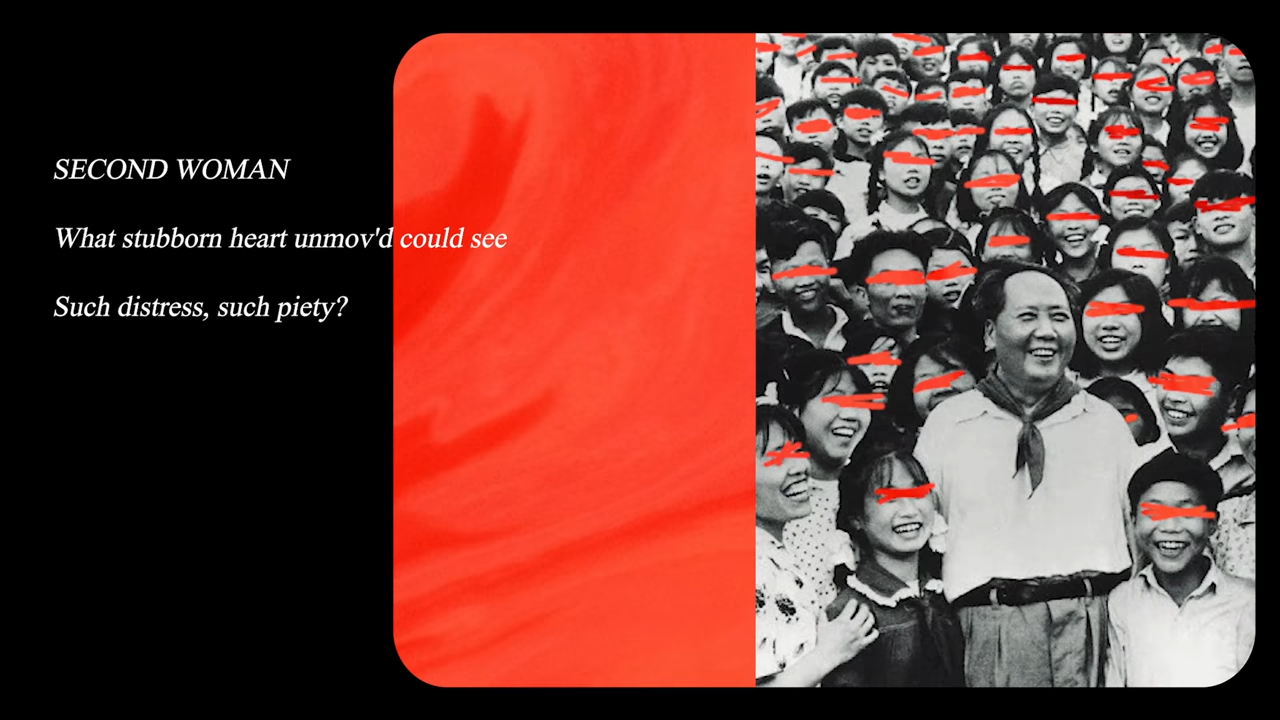 SECOND WOMAN
What stubborn heart unmov'd could see
Such distress, such piety?